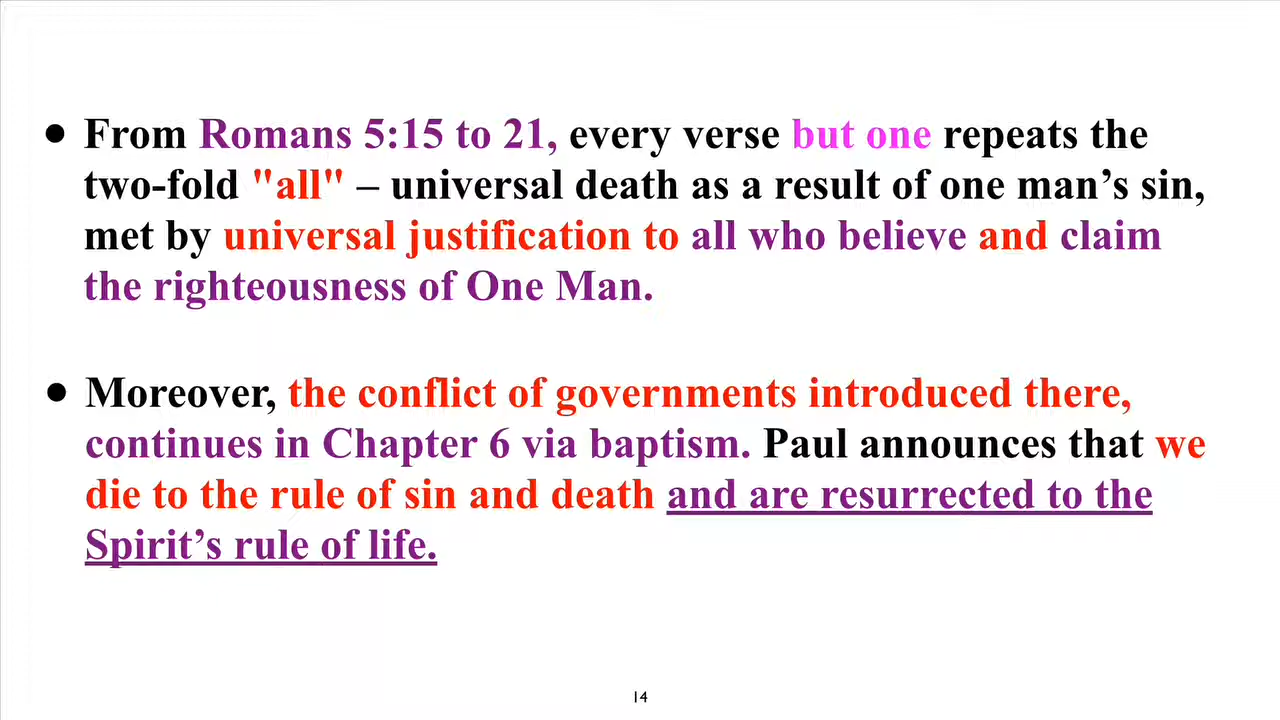 • From Romans 5:15 to 21, every verse but one repeats the
two-fold "all" – universal death as a result of one man’s sin,
met by universal justification to all who believe and claim
the righteousness of One Man.
• Moreover, the conflict of governments introduced there,
continues in Chapter 6 via baptism. Paul announces that we
die to the rule of sin and death and are resurrected to the
Spirit’s rule of life.
14